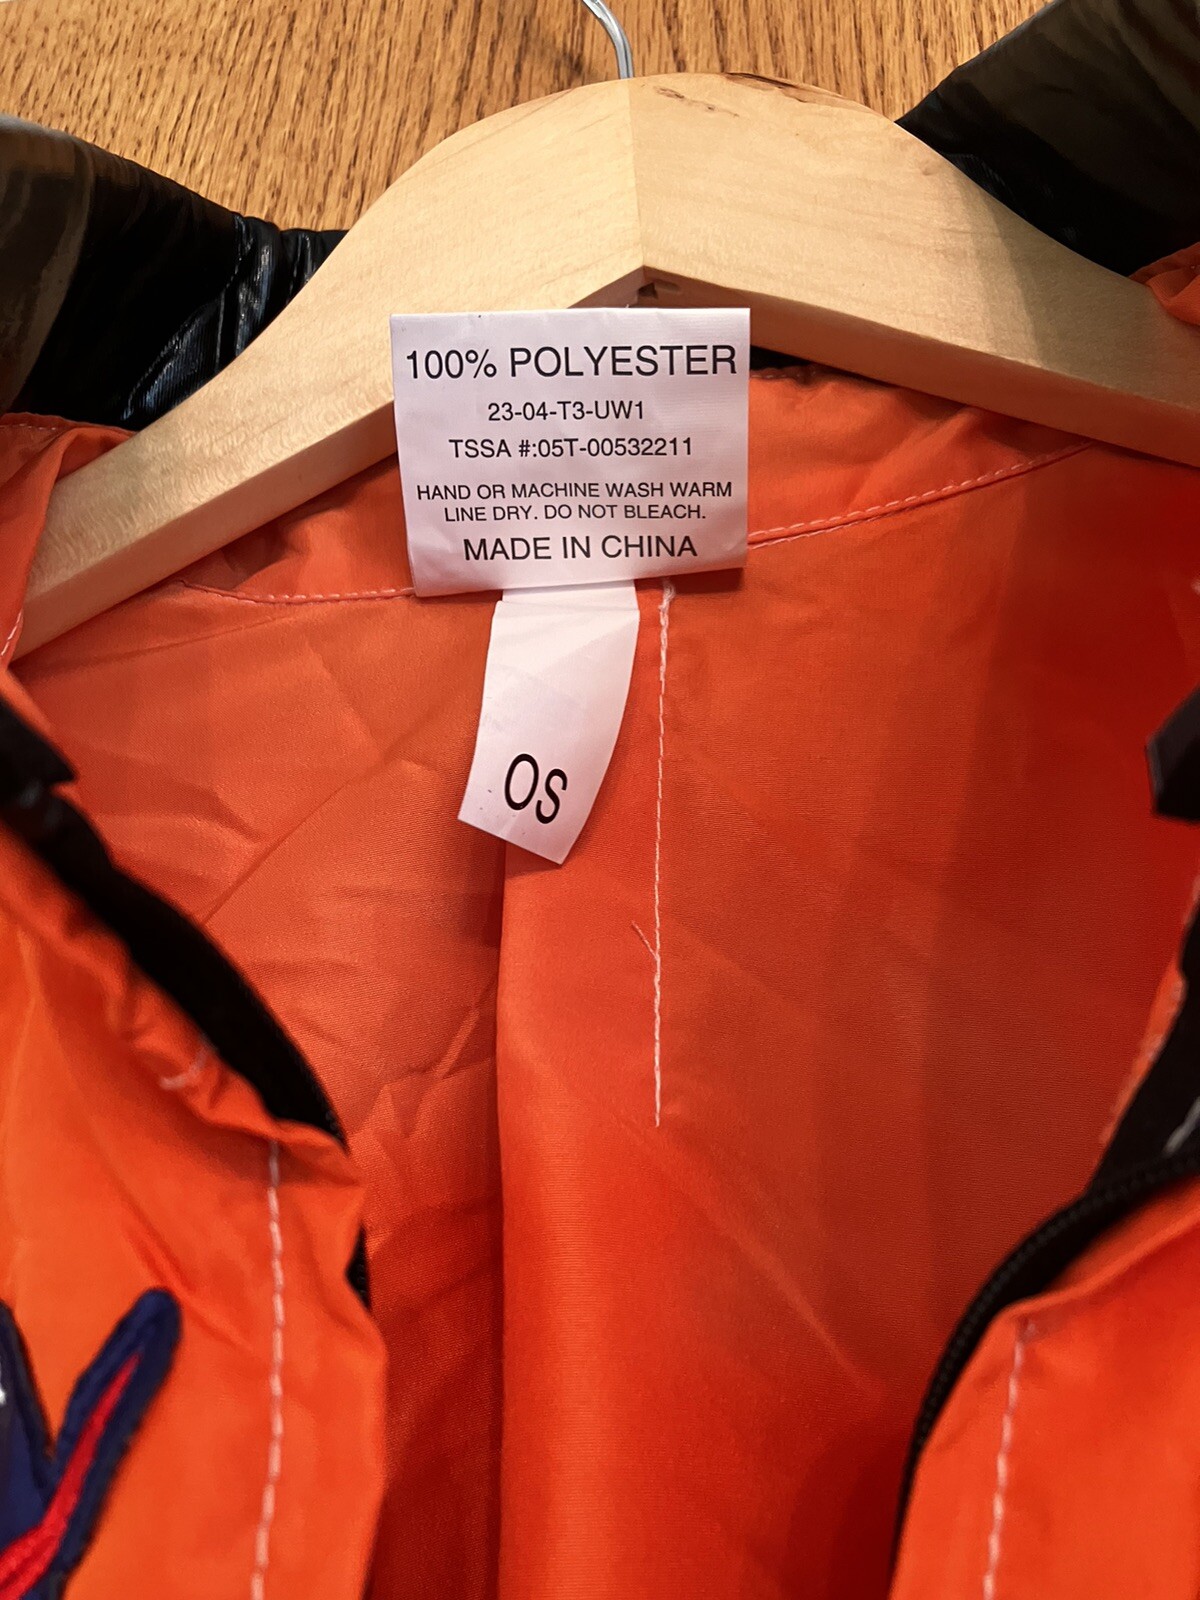 100% POLYESTER
23-04-T3-UW1
TSSA #:05T-00532211
HAND OR MACHINE WASH WARM
LINE DRY. DO NOT BLEACH.
MADE IN CHINA
OS